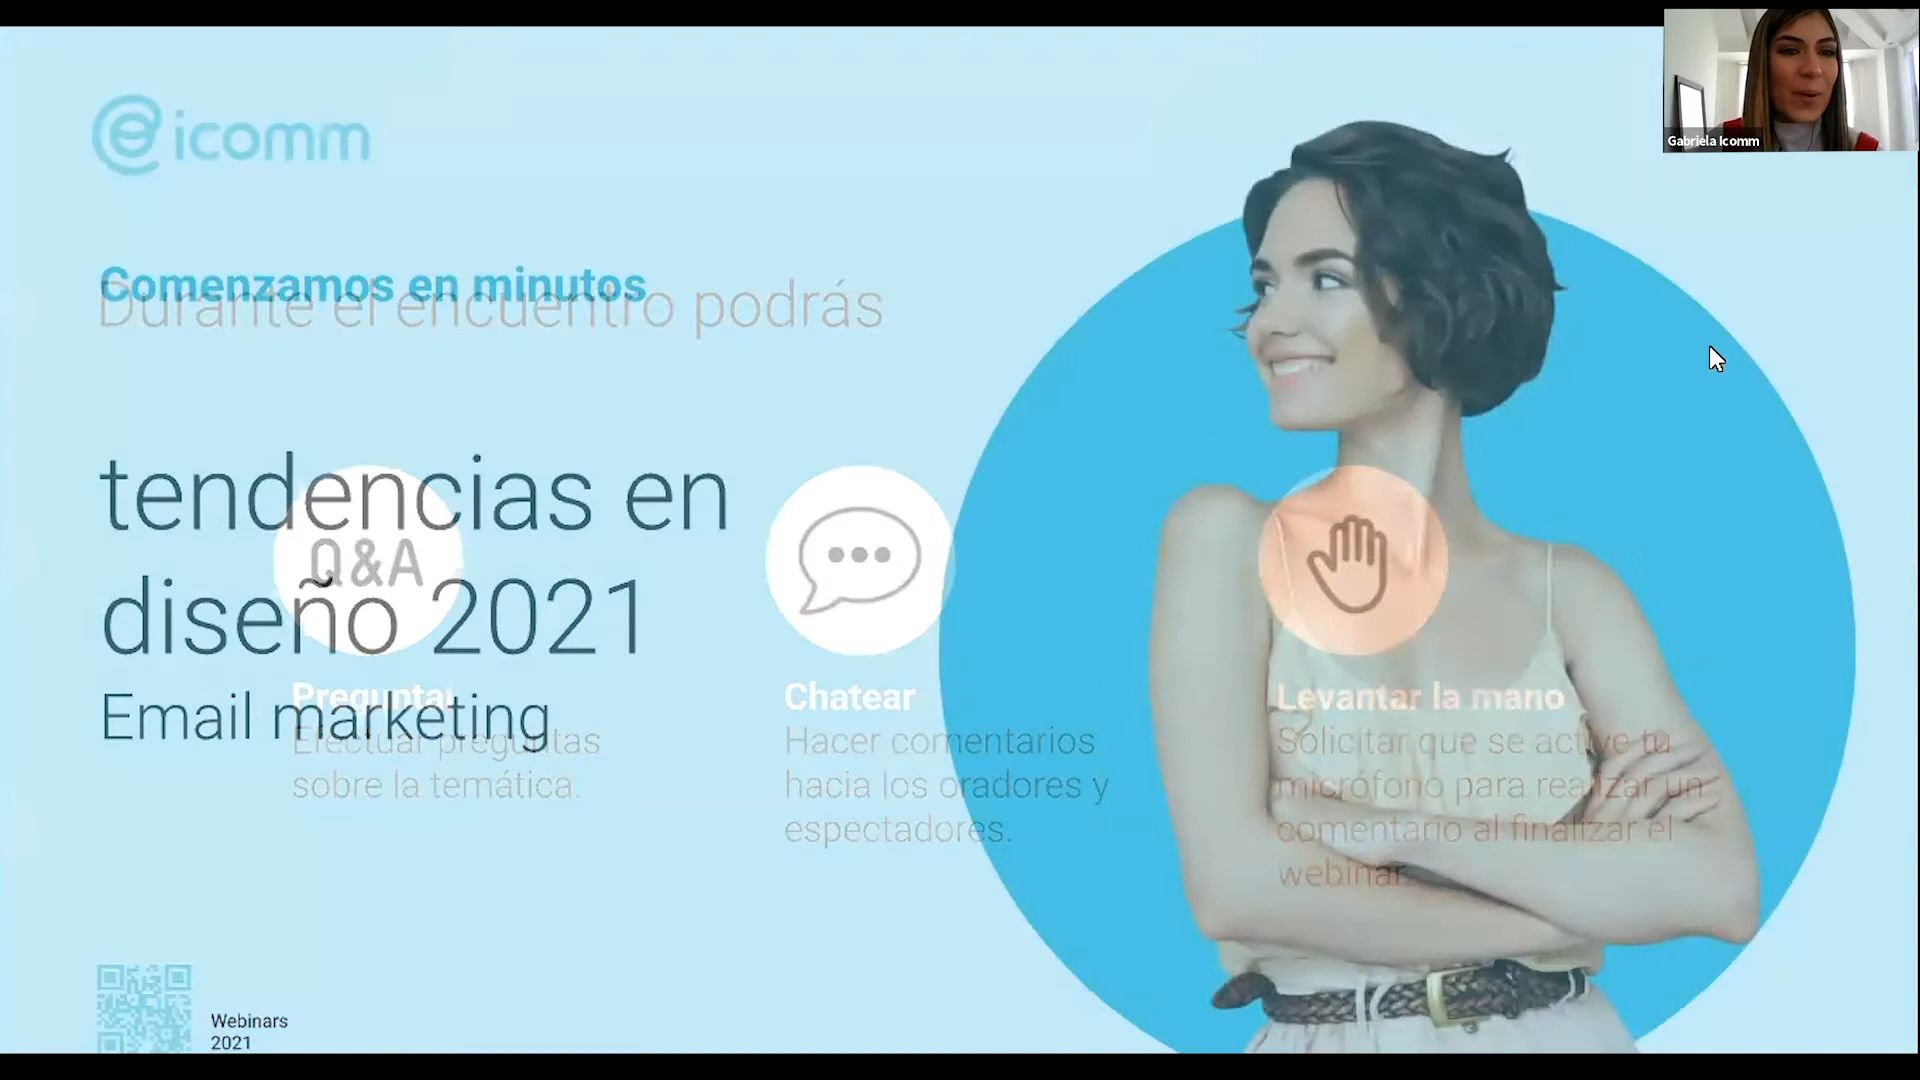 icomm
Gabriela Icomm
Comenzamos en minutos
Durante el encuentro podrás
tendencias en
diseño 2021
Email marketing
Q&A
Preguntar
Efectuar preguntas
sobre la temática.
Chatear
Hacer comentarios
hacia los oradores y
espectadores.
Levantar la mano
Solicitar que se active tu
micrófono para realizar un
comentario al finalizar el
webinar.
Webinars
2021